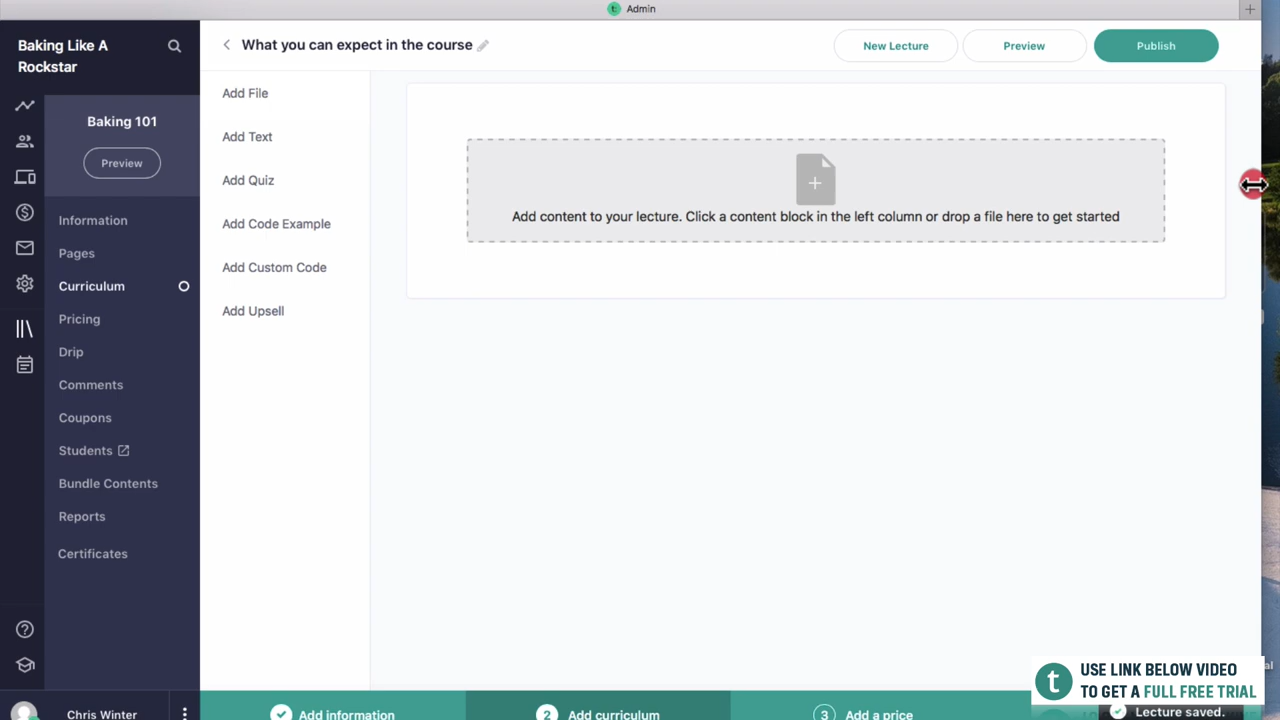 Admin
Baking Like A
Rockstar
What you can expect in the course
New Lecture
Preview
Publish
Baking 101
Preview
Information
Pages
Curriculum
Pricing
Drip
Comments
Coupons
Students
Bundle Contents
Reports
Certificates
Chris Winter
Add File
Add Text
Add Quiz
Add Code Example
Add Custom Code
Add Upsell
Add content to your lecture. Click a content block in the left column or drop a file here to get started
USE LINK BELOW VIDEO
TO GET A FULL FREE TRIAL
Add information
2 Add curriculum
3 Add a price
Lecture saved.